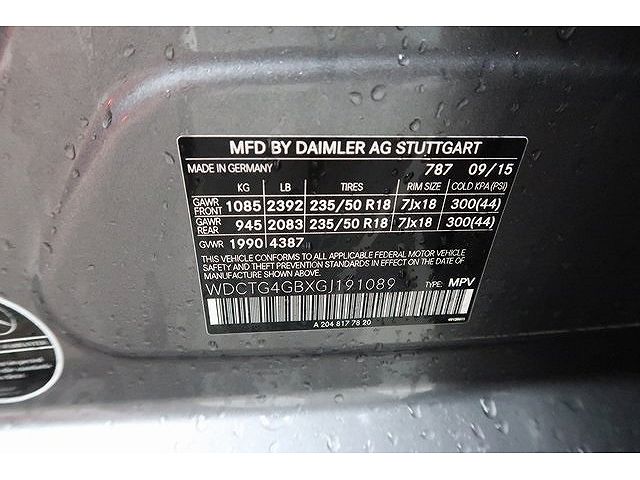 MFD BY DAIMLER AG STUTTGART
MADE IN GERMANY 787 09/15
KG LB TIRES RIM SIZE COLD KPA(PSI)
GAWR FRONT 1085 2392 235/50 R18 7Jx18 300(44)
GAWR REAR 945 2083 235/50 R18 7Jx18 300(44)
GVWR 1990 4387
THIS VEHICLE CONFORMS TO ALL APPLICABLE FEDERAL MOTOR VEHICLE
SAFETY AND THEFT PREVENTION STANDARDS IN EFFECT ON THE
DATE OF MANUFACTURE SHOWN ABOVE.
WDCTG4GBXGJ191089 TYPE: MPV
A 204 817 78 20